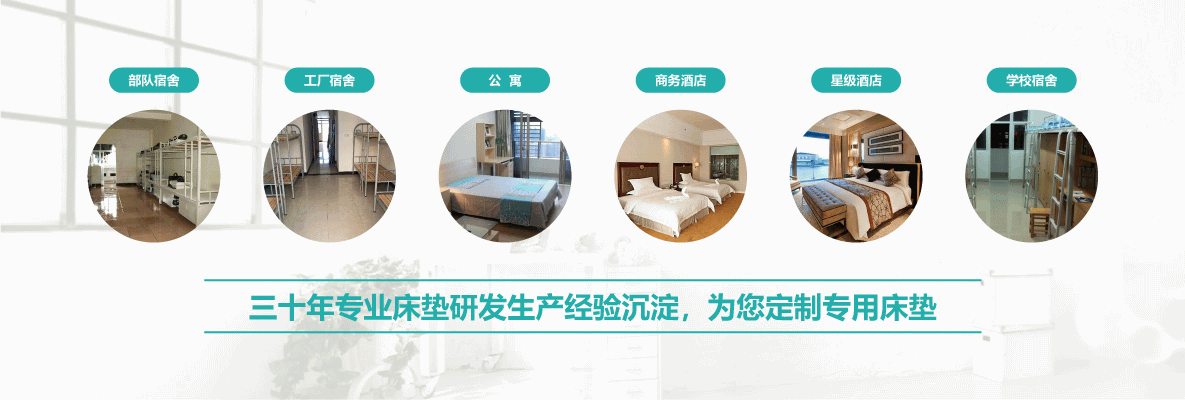 部队宿舍
工厂宿舍
公 寓
商务酒店
星级酒店
学校宿舍
三十年专业床垫研发生产经验沉淀，为您定制专用床垫